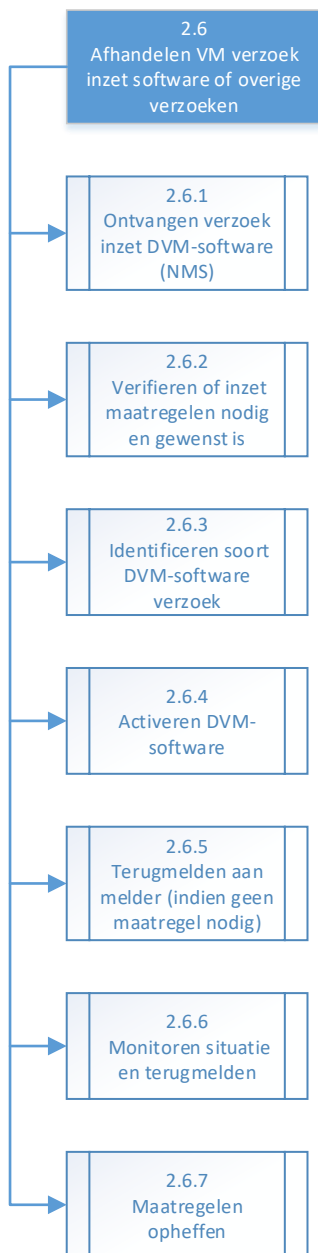 2.6
Afhandelen VM verzoek
inzet software of overige
verzoeken
2.6.1
Ontvangen verzoek
inzet DVM-software
(NMS)
2.6.2
Verifieren of inzet
maatregelen nodig
en gewenst is
2.6.3
Identificeren soort
DVM-software
verzoek
2.6.4
Activeren DVM-
software
2.6.5
Terugmelden aan
melder (indien geen
maatregel nodig)
2.6.6
Monitoren situatie
en terugmelden
2.6.7
Maatregelen
opheffen